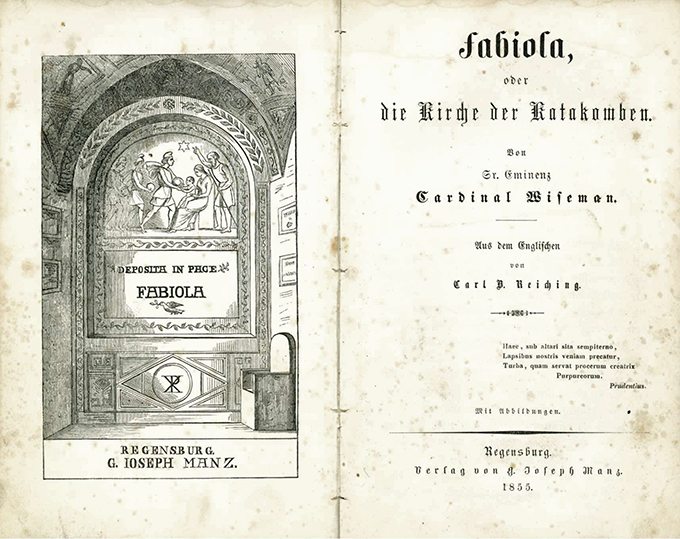 DEPOSITA IN PACE
FABIOLA
REGENSBURG.
G. IOSEPH MANZ.
Fabiola,
oder
die Kirche der Katakomben.
Von
Sr. Eminenz
Cardinal Wiseman.
Aus dem Englischen
von
Carl B. Reiching.
Haec, sub altari sita sempiterno,
Lapsibus nostris veniam precatur,
Turba, quam servat procerum creatrix
Purpureorum.
Prudentius.
Mit Abbildungen.
Regensburg.
Verlag von G. Joseph Manz.
1855.